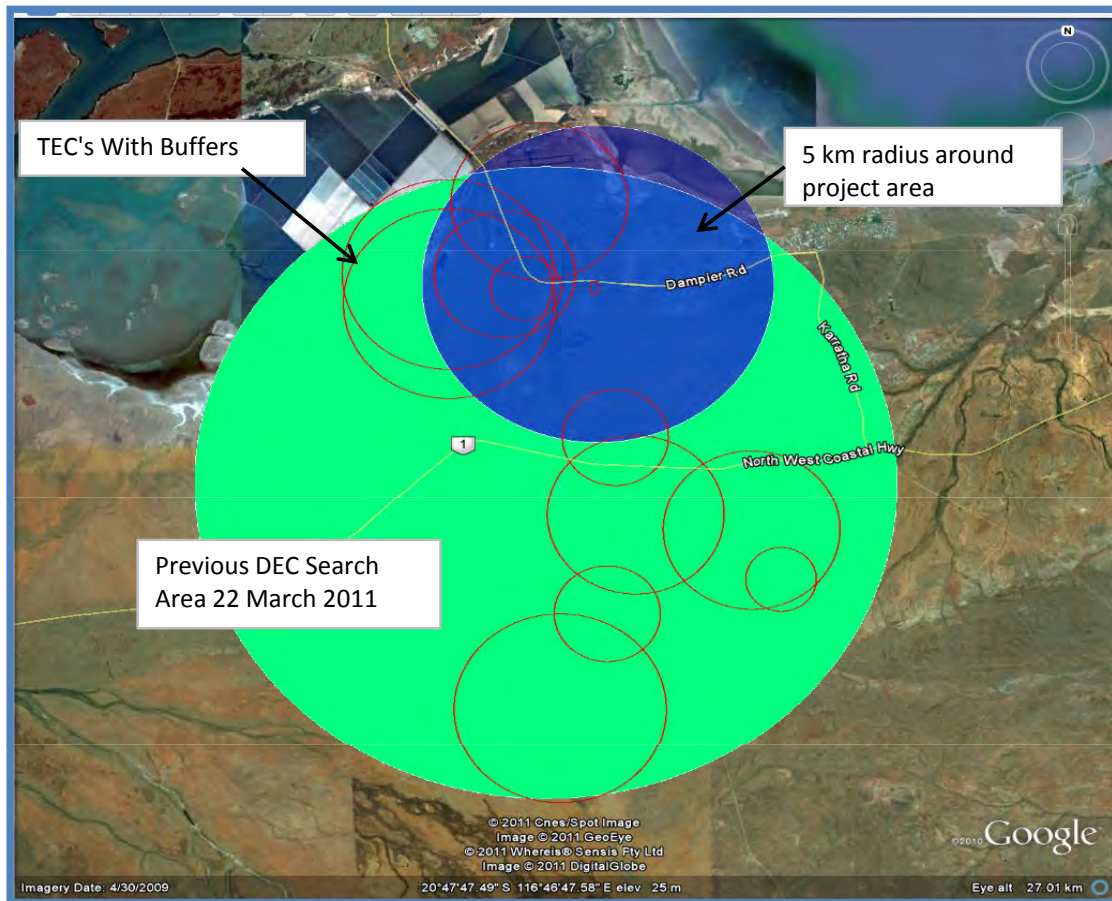 N
TEC's With Buffers
5 km radius around
project area
Dampier Rd
Karratha Rd
1
North West Coastal Hwy
Previous DEC Search
Area 22 March 2011
© 2011 Cnes/Spot Image
Image © 2011 GeoEye
© 2011 Whereis® Sensis Pty Ltd
Image © 2011 DigitalGlobe
©2010 Google
Imagery Date: 4/30/2009
20°47'47.49" S 116°46'47.58" E elev 25 m
Eye alt 27.01 km